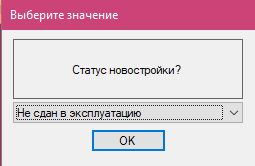 Выберите значение
Статус новостройки?
Не сдан в эксплуатацию
OK